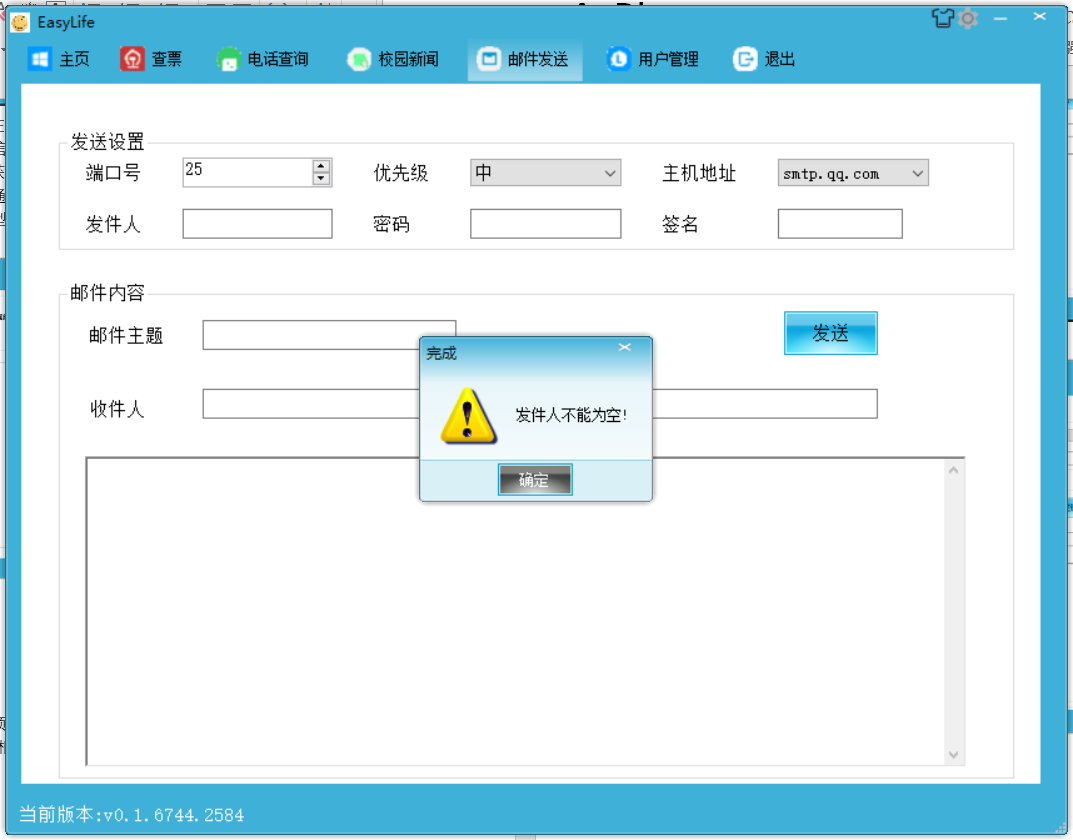 EasyLife
主页 查票 电话查询 校园新闻 邮件发送 用户管理 退出
发送设置
端口号 25 优先级 中 主机地址 smtp.qq.com
发件人 密码 签名
邮件内容
邮件主题 发送
完成
收件人 发件人不能为空!
确定
当前版本:v0.1.6744.2584